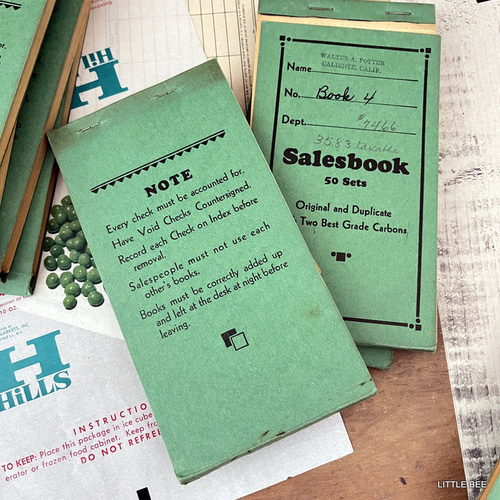 WALTER A. POTTER
CALIENTE, CALIF.
Name
No. Book 4
Dept. $7466
3583 taxable
Salesbook
50 Sets
Original and Duplicate
Two Best Grade Carbons
NOTE
Every check must be accounted for.
Have Void Checks Countersigned.
Record each Check on Index before
removal.
Salespeople must not use each
other's books.
Books must be correctly added up
and left at the desk at night before
leaving.
HILL
H
H
HILLS
INSTRUCTIO
TO KEEP: Place this package in ice cube
erator or frozen food cabinet. Keep fro
DO NOT REFRE
LITTLE BEE